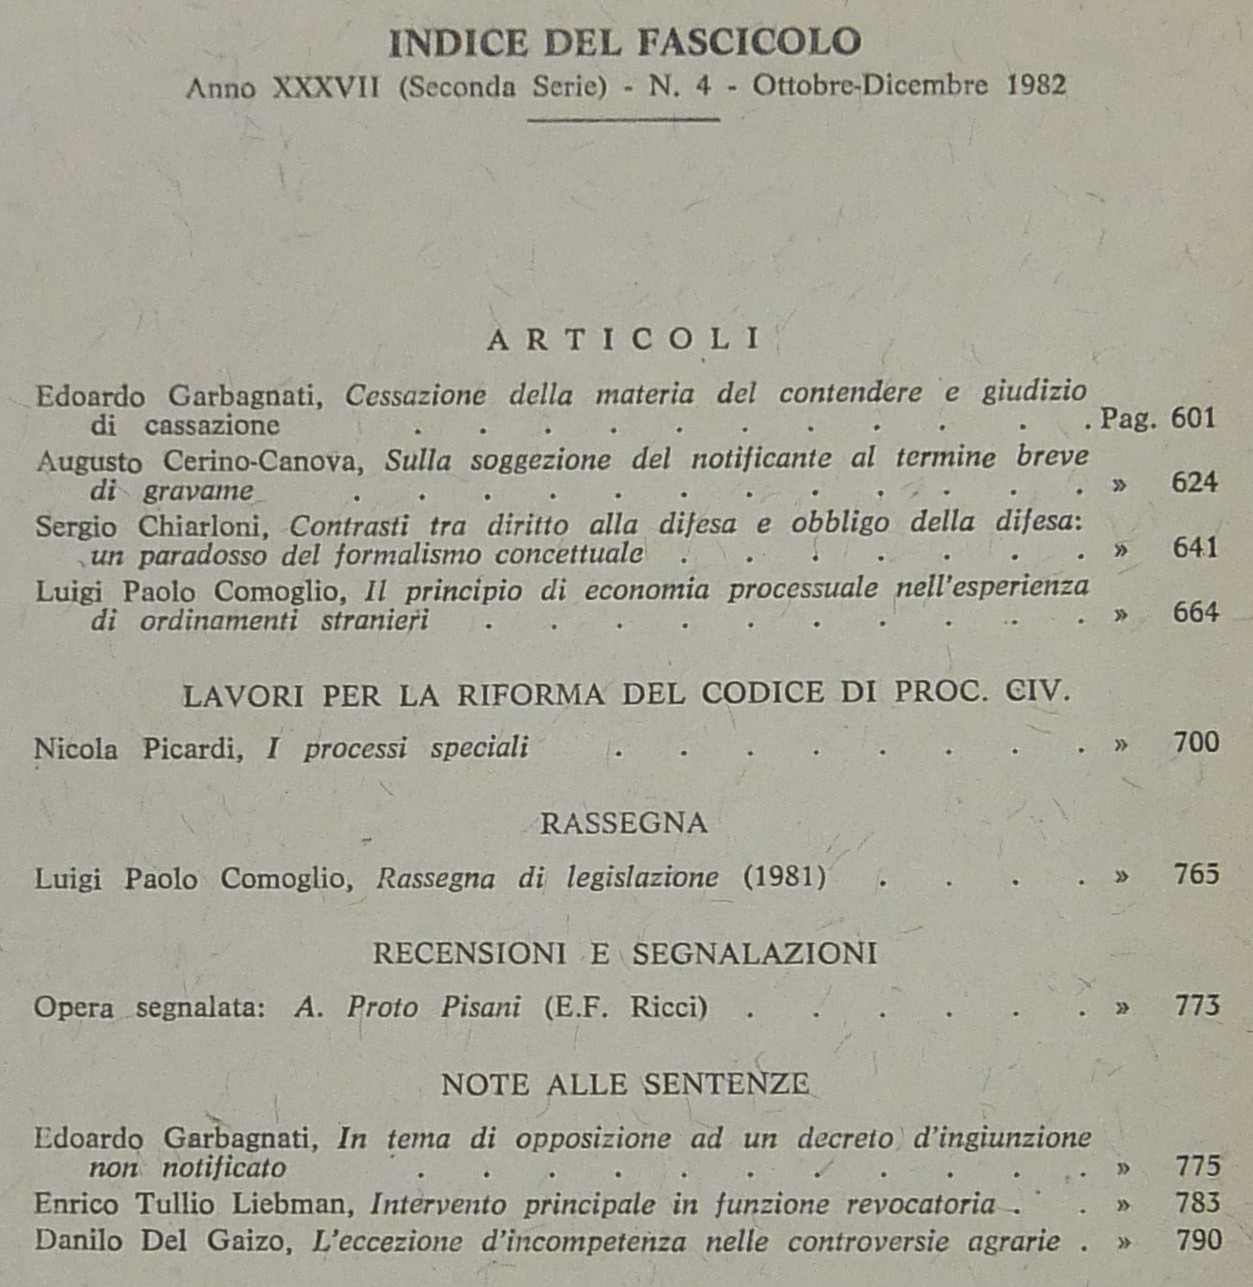 INDICE DEL FASCICOLO
Anno XXXVII (Seconda Serie) - N. 4 - Ottobre-Dicembre 1982
ARTICOLI
Edoardo Garbagnati, Cessazione della materia del contendere e giudizio
di cassazione . . . . . . . . . . . Pag. 601
Augusto Cerino-Canova, Sulla soggezione del notificante al termine breve
di gravame . . . . . . . . . . . . » 624
Sergio Chiarloni, Contrasti tra diritto alla difesa e obbligo della difesa:
un paradosso del formalismo concettuale . . . . . . . » 641
Luigi Paolo Comoglio, Il principio di economia processuale nell'esperienza
di ordinamenti stranieri . . . . . . . . . . » 664
LAVORI PER LA RIFORMA DEL CODICE DI PROC. CIV.
Nicola Picardi, I processi speciali . . . . . . . . » 700
RASSEGNA
Luigi Paolo Comoglio, Rassegna di legislazione (1981) . . . . » 765
RECENSIONI E SEGNALAZIONI
Opera segnalata: A. Proto Pisani (E.F. Ricci) . . . . . . » 773
NOTE ALLE SENTENZE
Edoardo Garbagnati, In tema di opposizione ad un decreto d'ingiunzione
non notificato . . . . . . . . . . . » 775
Enrico Tullio Liebman, Intervento principale in funzione revocatoria . . » 783
Danilo Del Gaizo, L'eccezione d'incompetenza nelle controversie agrarie . » 790